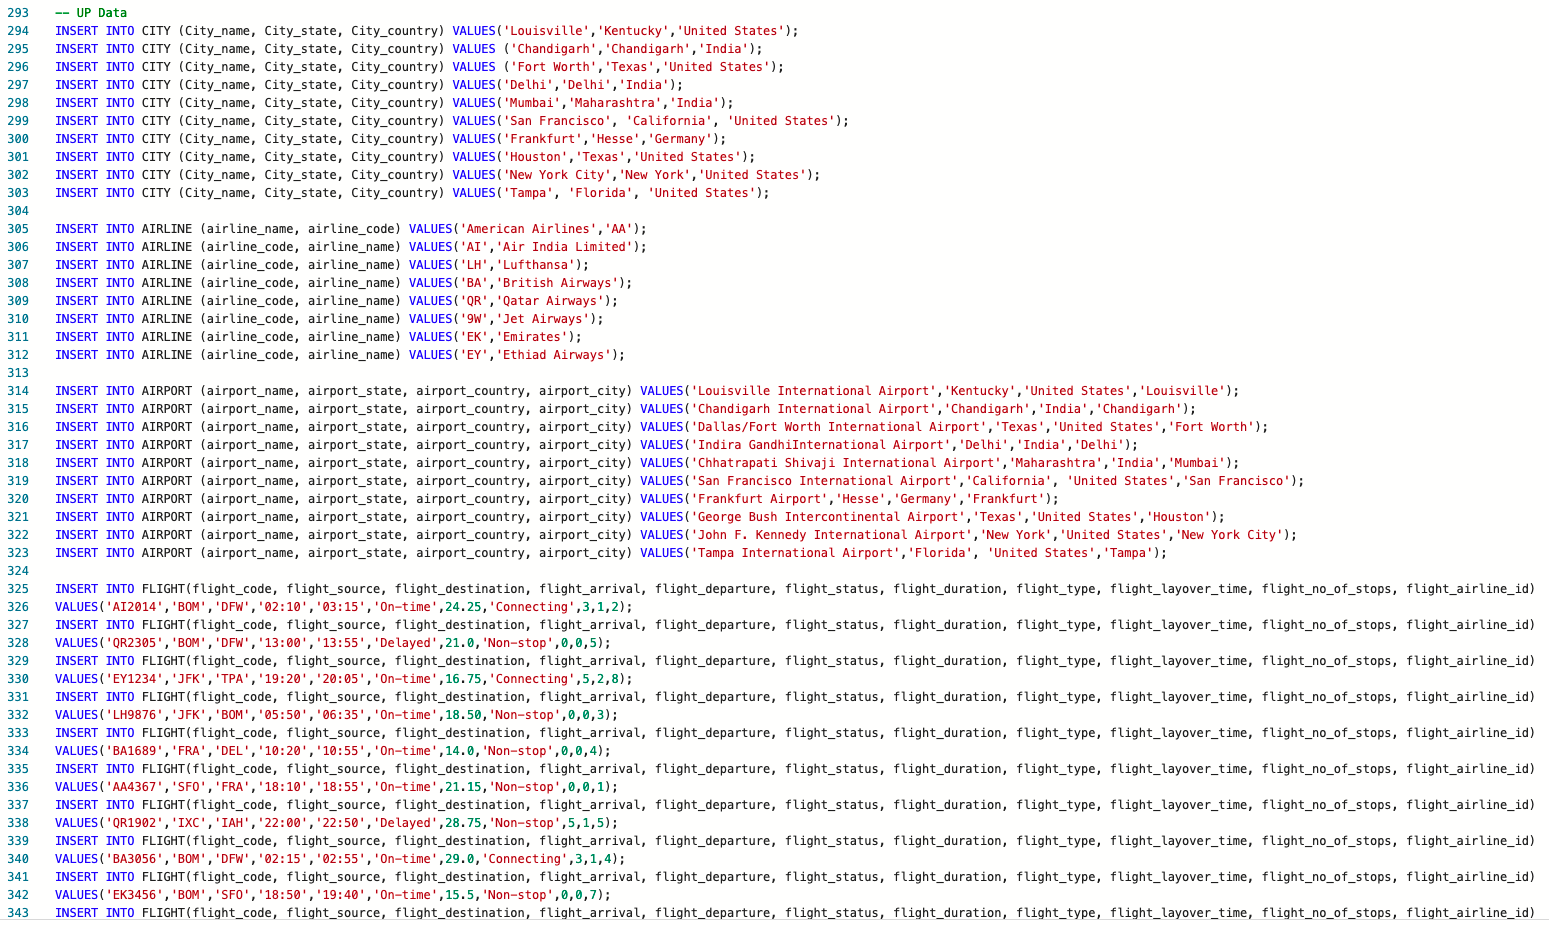 293 -- UP Data
294 INSERT INTO CITY (City_name, City_state, City_country) VALUES('Louisville','Kentucky','United States');
295 INSERT INTO CITY (City_name, City_state, City_country) VALUES ('Chandigarh','Chandigarh','India');
296 INSERT INTO CITY (City_name, City_state, City_country) VALUES ('Fort Worth','Texas','United States');
297 INSERT INTO CITY (City_name, City_state, City_country) VALUES('Delhi','Delhi','India');
298 INSERT INTO CITY (City_name, City_state, City_country) VALUES('Mumbai','Maharashtra','India');
299 INSERT INTO CITY (City_name, City_state, City_country) VALUES('San Francisco', 'California', 'United States');
300 INSERT INTO CITY (City_name, City_state, City_country) VALUES('Frankfurt','Hesse','Germany');
301 INSERT INTO CITY (City_name, City_state, City_country) VALUES('Houston','Texas','United States');
302 INSERT INTO CITY (City_name, City_state, City_country) VALUES('New York City','New York','United States');
303 INSERT INTO CITY (City_name, City_state, City_country) VALUES('Tampa', 'Florida', 'United States');
304
305 INSERT INTO AIRLINE (airline_name, airline_code) VALUES('American Airlines','AA');
306 INSERT INTO AIRLINE (airline_code, airline_name) VALUES('AI','Air India Limited');
307 INSERT INTO AIRLINE (airline_code, airline_name) VALUES('LH','Lufthansa');
308 INSERT INTO AIRLINE (airline_code, airline_name) VALUES('BA','British Airways');
309 INSERT INTO AIRLINE (airline_code, airline_name) VALUES('QR','Qatar Airways');
310 INSERT INTO AIRLINE (airline_code, airline_name) VALUES('9W','Jet Airways');
311 INSERT INTO AIRLINE (airline_code, airline_name) VALUES('EK','Emirates');
312 INSERT INTO AIRLINE (airline_code, airline_name) VALUES('EY','Ethiad Airways');
313
314 INSERT INTO AIRPORT (airport_name, airport_state, airport_country, airport_city) VALUES('Louisville International Airport','Kentucky','United States','Louisville');
315 INSERT INTO AIRPORT (airport_name, airport_state, airport_country, airport_city) VALUES('Chandigarh International Airport','Chandigarh','India','Chandigarh');
316 INSERT INTO AIRPORT (airport_name, airport_state, airport_country, airport_city) VALUES('Dallas/Fort Worth International Airport','Texas','United States','Fort Worth');
317 INSERT INTO AIRPORT (airport_name, airport_state, airport_country, airport_city) VALUES('Indira GandhiInternational Airport','Delhi','India','Delhi');
318 INSERT INTO AIRPORT (airport_name, airport_state, airport_country, airport_city) VALUES('Chhatrapati Shivaji International Airport','Maharashtra','India','Mumbai');
319 INSERT INTO AIRPORT (airport_name, airport_state, airport_country, airport_city) VALUES('San Francisco International Airport','California', 'United States','San Francisco');
320 INSERT INTO AIRPORT (airport_name, airport_state, airport_country, airport_city) VALUES('Frankfurt Airport','Hesse','Germany','Frankfurt');
321 INSERT INTO AIRPORT (airport_name, airport_state, airport_country, airport_city) VALUES('George Bush Intercontinental Airport','Texas','United States','Houston');
322 INSERT INTO AIRPORT (airport_name, airport_state, airport_country, airport_city) VALUES('John F. Kennedy International Airport','New York','United States','New York City');
323 INSERT INTO AIRPORT (airport_name, airport_state, airport_country, airport_city) VALUES('Tampa International Airport','Florida', 'United States','Tampa');
324
325 INSERT INTO FLIGHT(flight_code, flight_source, flight_destination, flight_arrival, flight_departure, flight_status, flight_duration, flight_type, flight_layover_time, flight_no_of_stops, flight_airline_id)
326 VALUES('AI2014','BOM','DFW','02:10','03:15','On-time',24.25,'Connecting',3,1,2);
327 INSERT INTO FLIGHT(flight_code, flight_source, flight_destination, flight_arrival, flight_departure, flight_status, flight_duration, flight_type, flight_layover_time, flight_no_of_stops, flight_airline_id)
328 VALUES('QR2305','BOM','DFW','13:00','13:55','Delayed',21.0,'Non-stop',0,0,5);
329 INSERT INTO FLIGHT(flight_code, flight_source, flight_destination, flight_arrival, flight_departure, flight_status, flight_duration, flight_type, flight_layover_time, flight_no_of_stops, flight_airline_id)
330 VALUES('EY1234','JFK','TPA','19:20','20:05','On-time',16.75,'Connecting',5,2,8);
331 INSERT INTO FLIGHT(flight_code, flight_source, flight_destination, flight_arrival, flight_departure, flight_status, flight_duration, flight_type, flight_layover_time, flight_no_of_stops, flight_airline_id)
332 VALUES('LH9876','JFK','BOM','05:50','06:35','On-time',18.50,'Non-stop',0,0,3);
333 INSERT INTO FLIGHT(flight_code, flight_source, flight_destination, flight_arrival, flight_departure, flight_status, flight_duration, flight_type, flight_layover_time, flight_no_of_stops, flight_airline_id)
334 VALUES('BA1689','FRA','DEL','10:20','10:55','On-time',14.0,'Non-stop',0,0,4);
335 INSERT INTO FLIGHT(flight_code, flight_source, flight_destination, flight_arrival, flight_departure, flight_status, flight_duration, flight_type, flight_layover_time, flight_no_of_stops, flight_airline_id)
336 VALUES('AA4367','SFO','FRA','18:10','18:55','On-time',21.15,'Non-stop',0,0,1);
337 INSERT INTO FLIGHT(flight_code, flight_source, flight_destination, flight_arrival, flight_departure, flight_status, flight_duration, flight_type, flight_layover_time, flight_no_of_stops, flight_airline_id)
338 VALUES('QR1902','IXC','IAH','22:00','22:50','Delayed',28.75,'Non-stop',5,1,5);
339 INSERT INTO FLIGHT(flight_code, flight_source, flight_destination, flight_arrival, flight_departure, flight_status, flight_duration, flight_type, flight_layover_time, flight_no_of_stops, flight_airline_id)
340 VALUES('BA3056','BOM','DFW','02:15','02:55','On-time',29.0,'Connecting',3,1,4);
341 INSERT INTO FLIGHT(flight_code, flight_source, flight_destination, flight_arrival, flight_departure, flight_status, flight_duration, flight_type, flight_layover_time, flight_no_of_stops, flight_airline_id)
342 VALUES('EK3456','BOM','SFO','18:50','19:40','On-time',15.5,'Non-stop',0,0,7);
343 INSERT INTO FLIGHT(flight_code, flight_source, flight_destination, flight_arrival, flight_departure, flight_status, flight_duration, flight_type, flight_layover_time, flight_no_of_stops, flight_airline_id)